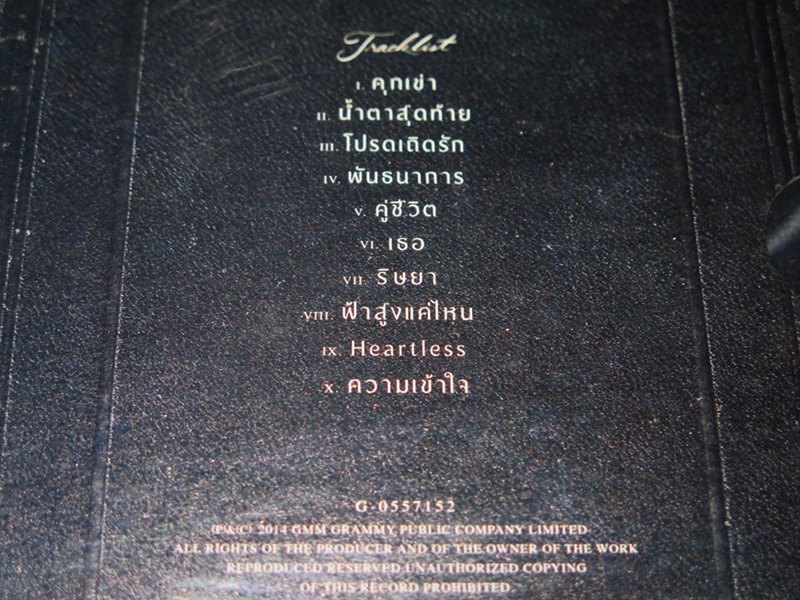 Tracklist
I. คุกเข่า
II. น้ำตาสุดท้าย
III. โปรดเถิดรัก
IV. พันธนาการ
V. คู่ชีวิต
VI. เธอ
VII. ริษยา
VIII. ฟ้าสูงแค่ไหน
IX. Heartless
X. ความเข้าใจ
G-0557152
(P)&(C) 2014 GMM GRAMMY PUBLIC COMPANY LIMITED
ALL RIGHTS OF THE PRODUCER AND OF THE OWNER OF THE WORK
REPRODUCED RESERVED UNAUTHORIZED COPYING
OF THIS RECORD PROHIBITED.